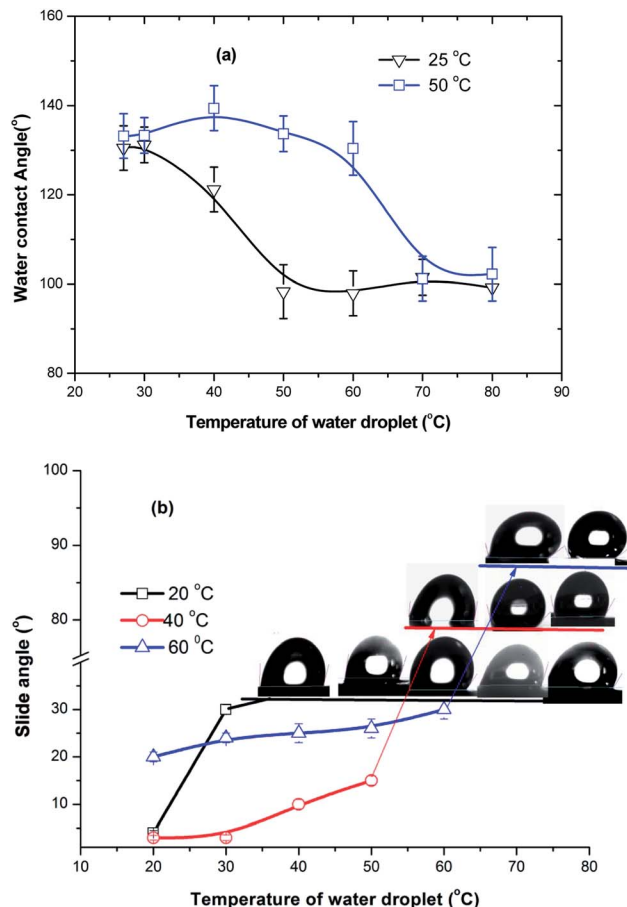 160
140
120
100
80
Water contact Angle(°)
(a)
25 °C
50 °C
20 30 40 50 60 70 80 90
Temperature of water droplet (°C)
100
90
80
30
20
10
Slide angle (°)
(b)
20 °C
40 °C
60 ⁰C
10 20 30 40 50 60 70 80
Temperature of water droplet (°C)